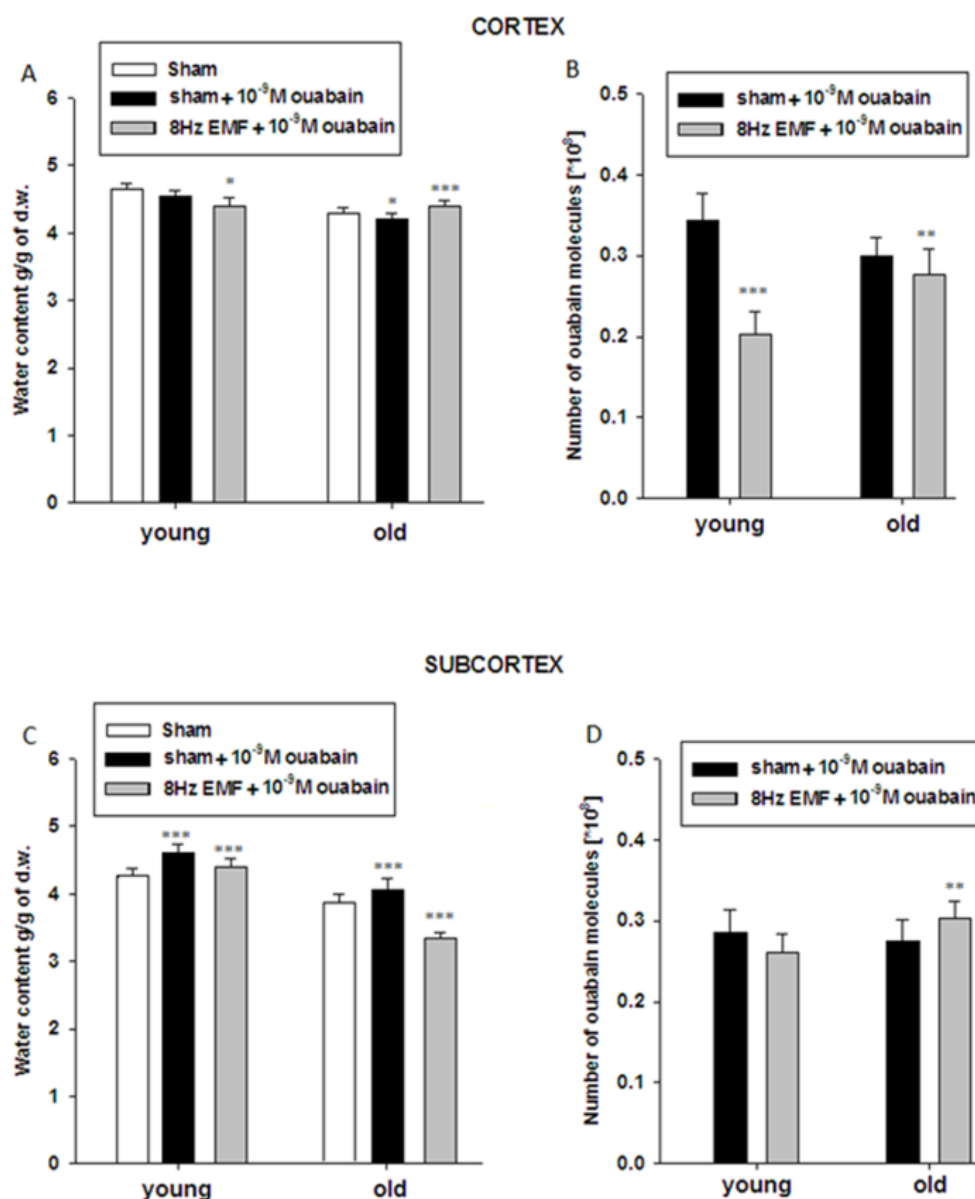 CORTEX
A
Sham
sham + 10⁻⁹M ouabain
8Hz EMF + 10⁻⁹M ouabain
Water content g/g of d.w.
6
5
4
3
2
1
0
*
*
***
young
old
B
sham + 10⁻⁹M ouabain
8Hz EMF + 10⁻⁹M ouabain
Number of ouabain molecules [*10⁸]
0.5
0.4
0.3
0.2
0.1
0.0
***
**
young
old
SUBCORTEX
C
Sham
sham + 10⁻⁹M ouabain
8Hz EMF + 10⁻⁹M ouabain
Water content g/g of d.w.
6
5
4
3
2
1
0
***
***
***
***
young
old
D
sham + 10⁻⁹M ouabain
8Hz EMF + 10⁻⁹M ouabain
Number of ouabain molecules [*10⁸]
0.5
0.4
0.3
0.2
0.1
0.0
**
young
old